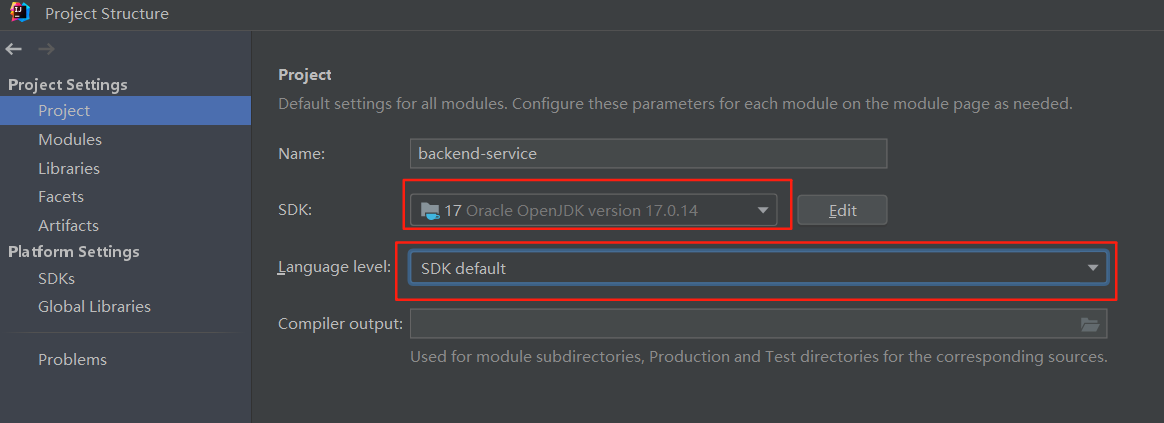 Project Structure
Project Settings
Project
Modules
Libraries
Facets
Artifacts
Platform Settings
SDKs
Global Libraries
Problems
Project
Default settings for all modules. Configure these parameters for each module on the module page as needed.
Name: backend-service
SDK: 17 Oracle OpenJDK version 17.0.14 Edit
Language level: SDK default
Compiler output:
Used for module subdirectories, Production and Test directories for the corresponding sources.